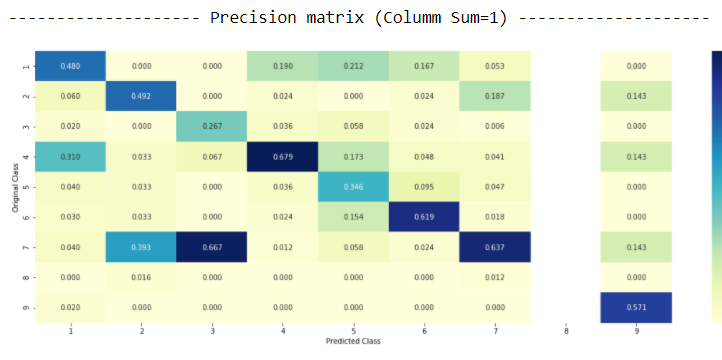 -------------------- Precision matrix (Columm Sum=1) --------------------
1 0.480 0.000 0.000 0.190 0.212 0.167 0.053 0.000
2 0.060 0.492 0.000 0.024 0.000 0.024 0.187 0.143
3 0.020 0.000 0.267 0.036 0.058 0.024 0.006 0.000
4 0.310 0.033 0.067 0.679 0.173 0.048 0.041 0.143
Original Class
5 0.040 0.033 0.000 0.036 0.346 0.095 0.047 0.000
6 0.030 0.033 0.000 0.024 0.154 0.619 0.018 0.000
7 0.040 0.393 0.667 0.012 0.058 0.024 0.637 0.143
8 0.000 0.016 0.000 0.000 0.000 0.000 0.012 0.000
9 0.020 0.000 0.000 0.000 0.000 0.000 0.000 0.571
1 2 3 4 5 6 7 8 9
Predicted Class